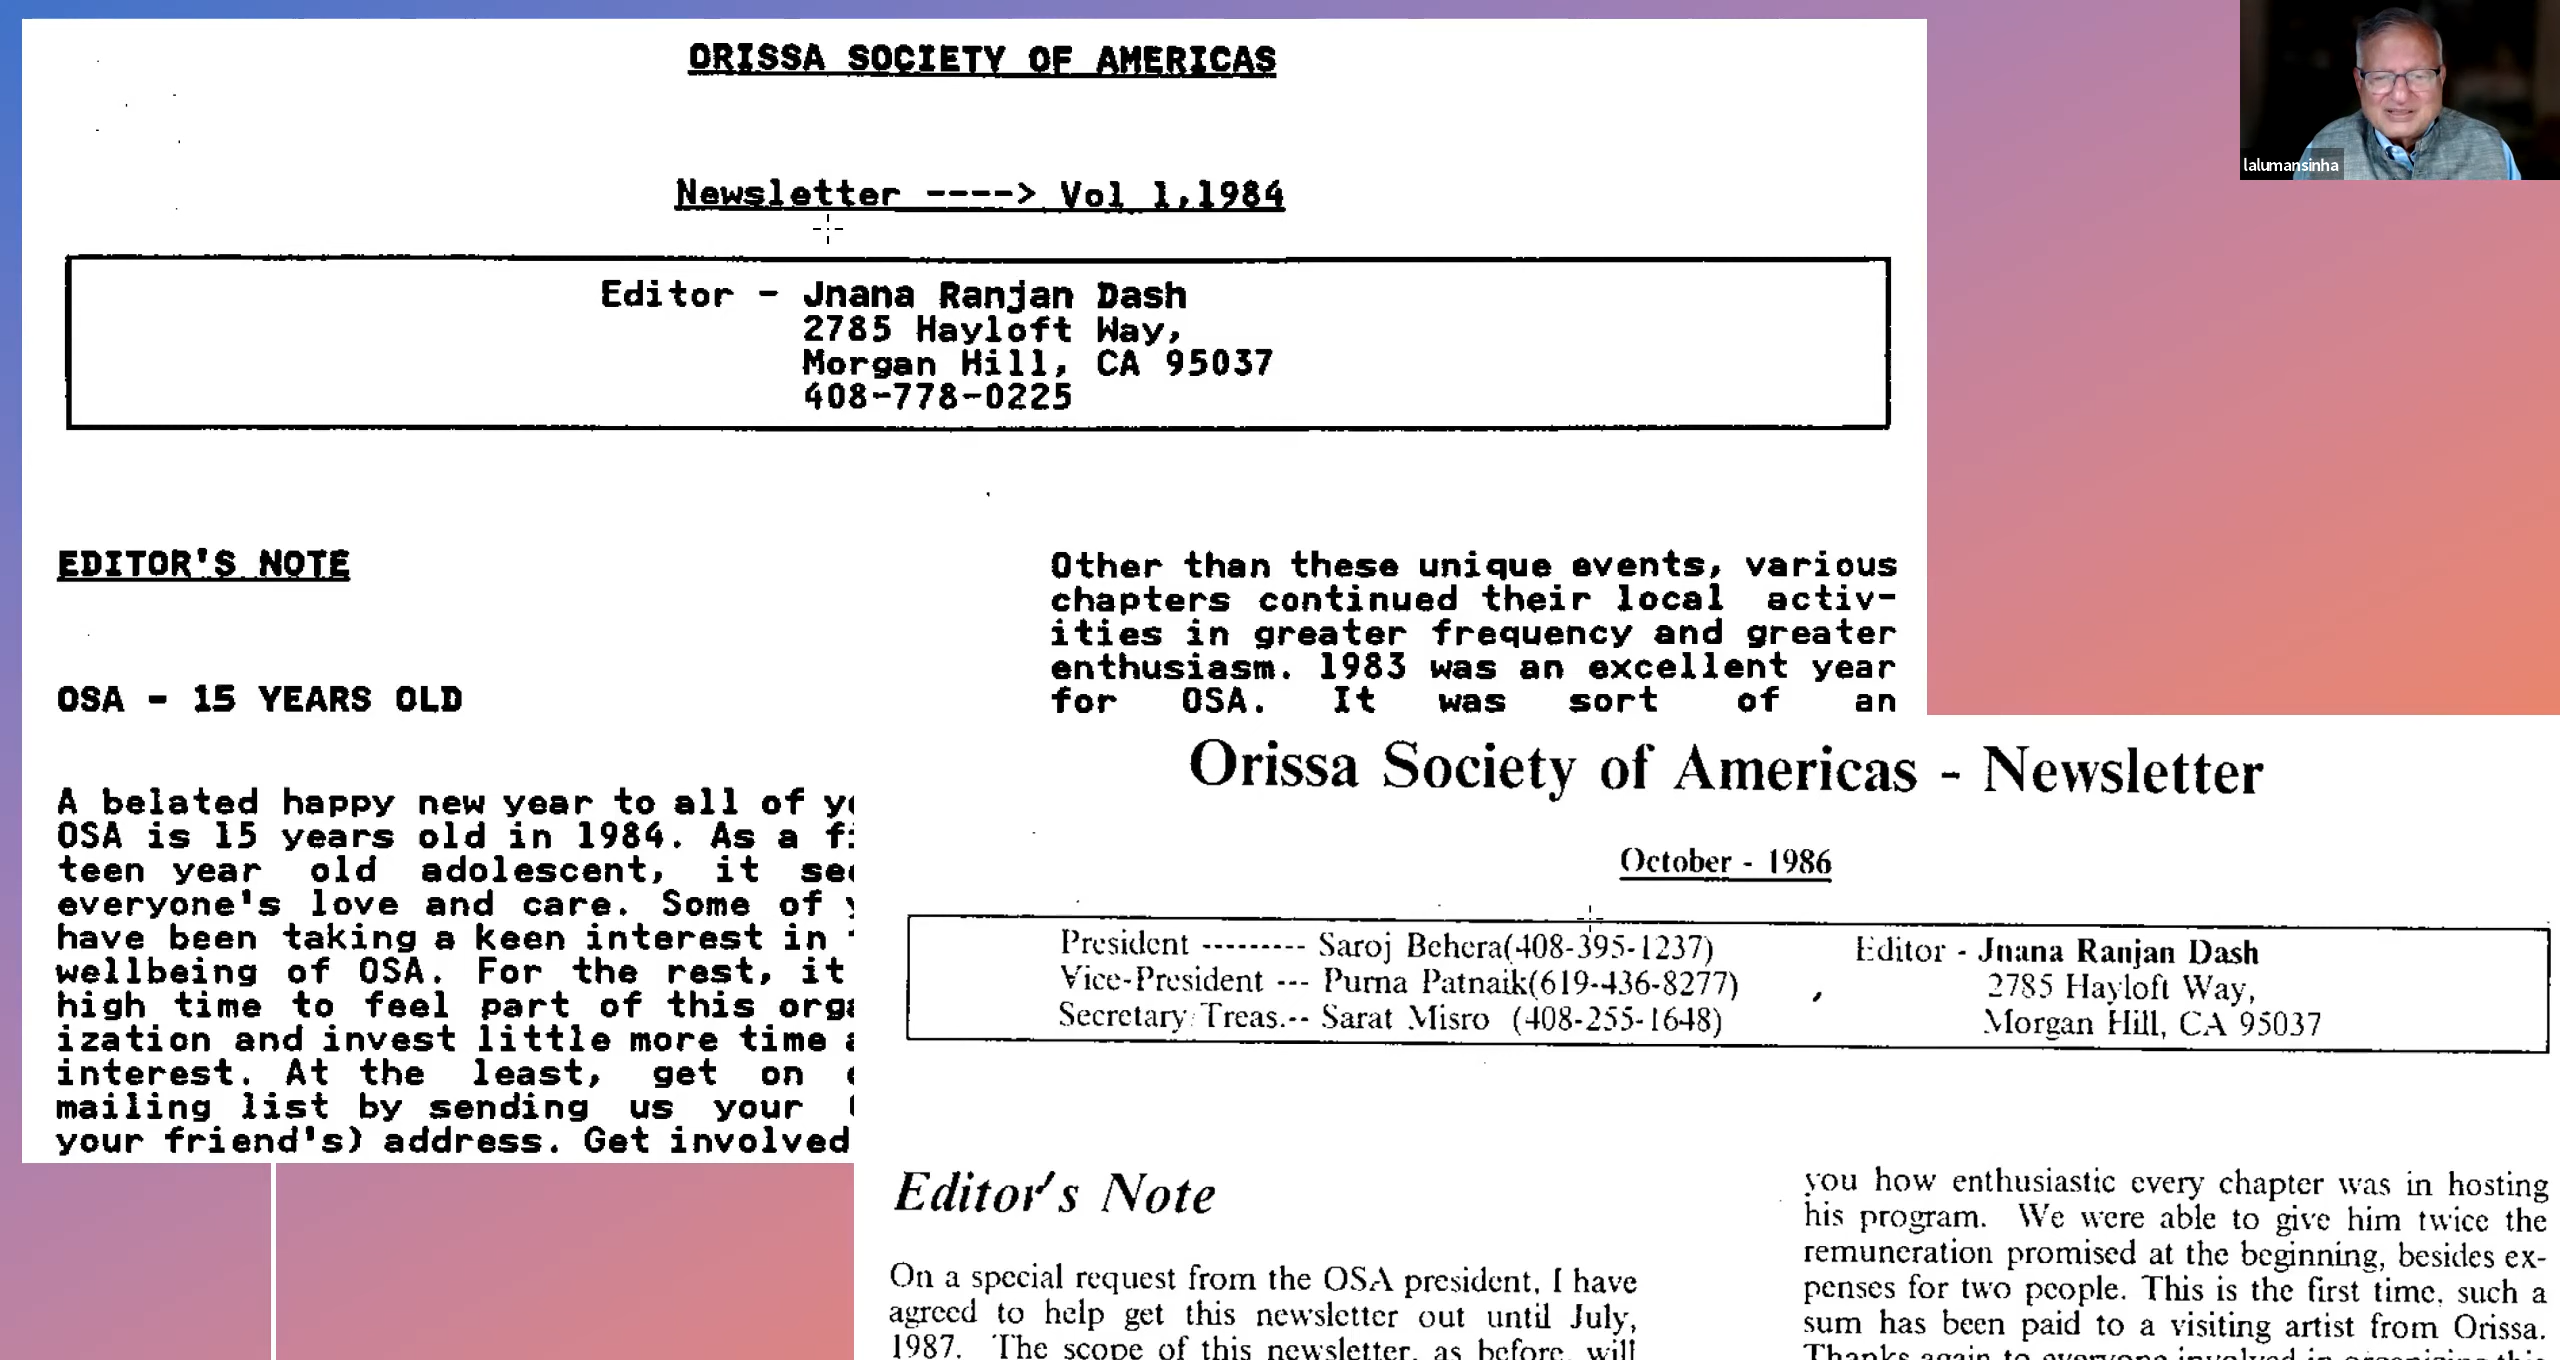 ORISSA SOCIETY OF AMERICAS
Newsletter ----> Vol 1,1984
Editor - Jnana Ranjan Dash
2785 Hayloft Way,
Morgan Hill, CA 95037
408-778-0225
EDITOR'S NOTE
OSA - 15 YEARS OLD
A belated happy new year to all of
OSA is 15 years old in 1984. As a
teen year old adolescent, it
everyone's love and care. Some of
have been taking a keen interest in
wellbeing of OSA. For the rest, it
high time to feel part of this
ization and invest little more time
interest. At the least, get on
mailing list by sending us your
your friend's) address. Get involved
Other than these unique events, various
chapters continued their local activ-
ities in greater frequency and greater
enthusiasm. 1983 was an excellent year
for OSA. It was sort of an
Orissa Society of Americas - Newsletter
October - 1986
President --------- Saroj Behera(408-395-1237)
Vice-President --- Purna Patnaik(619-436-8277)
Secretary/Treas.-- Sarat Misro (408-255-1648)
Editor - Jnana Ranjan Dash
2785 Hayloft Way,
Morgan Hill, CA 95037
Editor's Note
On a special request from the OSA president, I have
agreed to help get this newsletter out until July,
1987. The scope of this newsletter, as before, will
you how enthusiastic every chapter was in hosting
his program. We were able to give him twice the
remuneration promised at the beginning, besides ex-
penses for two people. This is the first time, such a
sum has been paid to a visiting artist from Orissa.
Thanks again to everyone involved in organizing this
lalumansinha